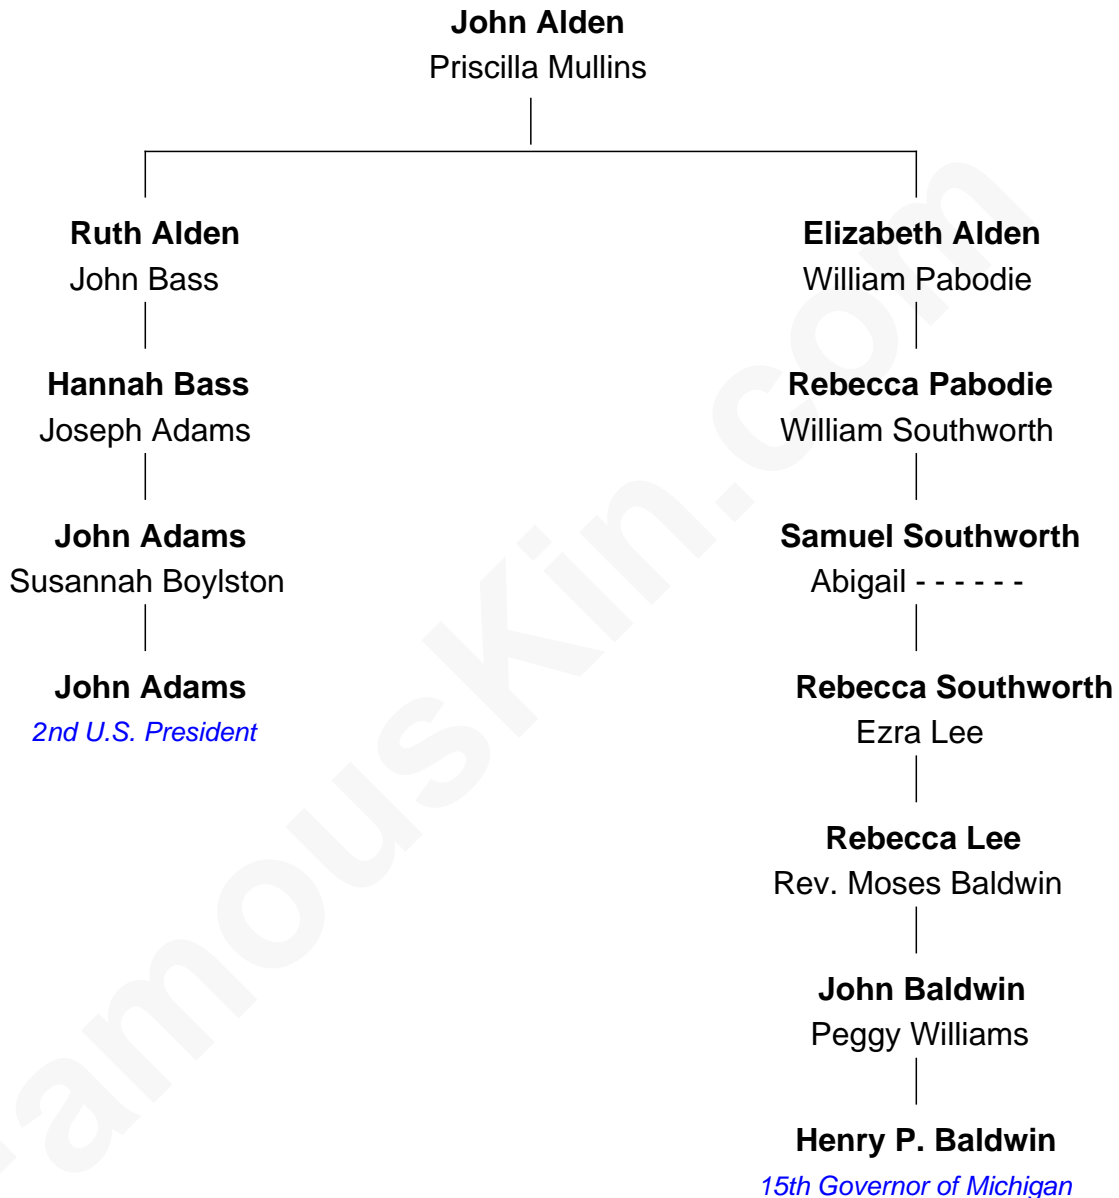 John Alden
Priscilla Mullins
Ruth Alden
John Bass
Elizabeth Alden
William Pabodie
Hannah Bass
Joseph Adams
Rebecca Pabodie
William Southworth
John Adams
Susannah Boylston
Samuel Southworth
Abigail - - - - - -
John Adams
2nd U.S. President
Rebecca Southworth
Ezra Lee
Rebecca Lee
Rev. Moses Baldwin
John Baldwin
Peggy Williams
Henry P. Baldwin
15th Governor of Michigan
FamousKin.com